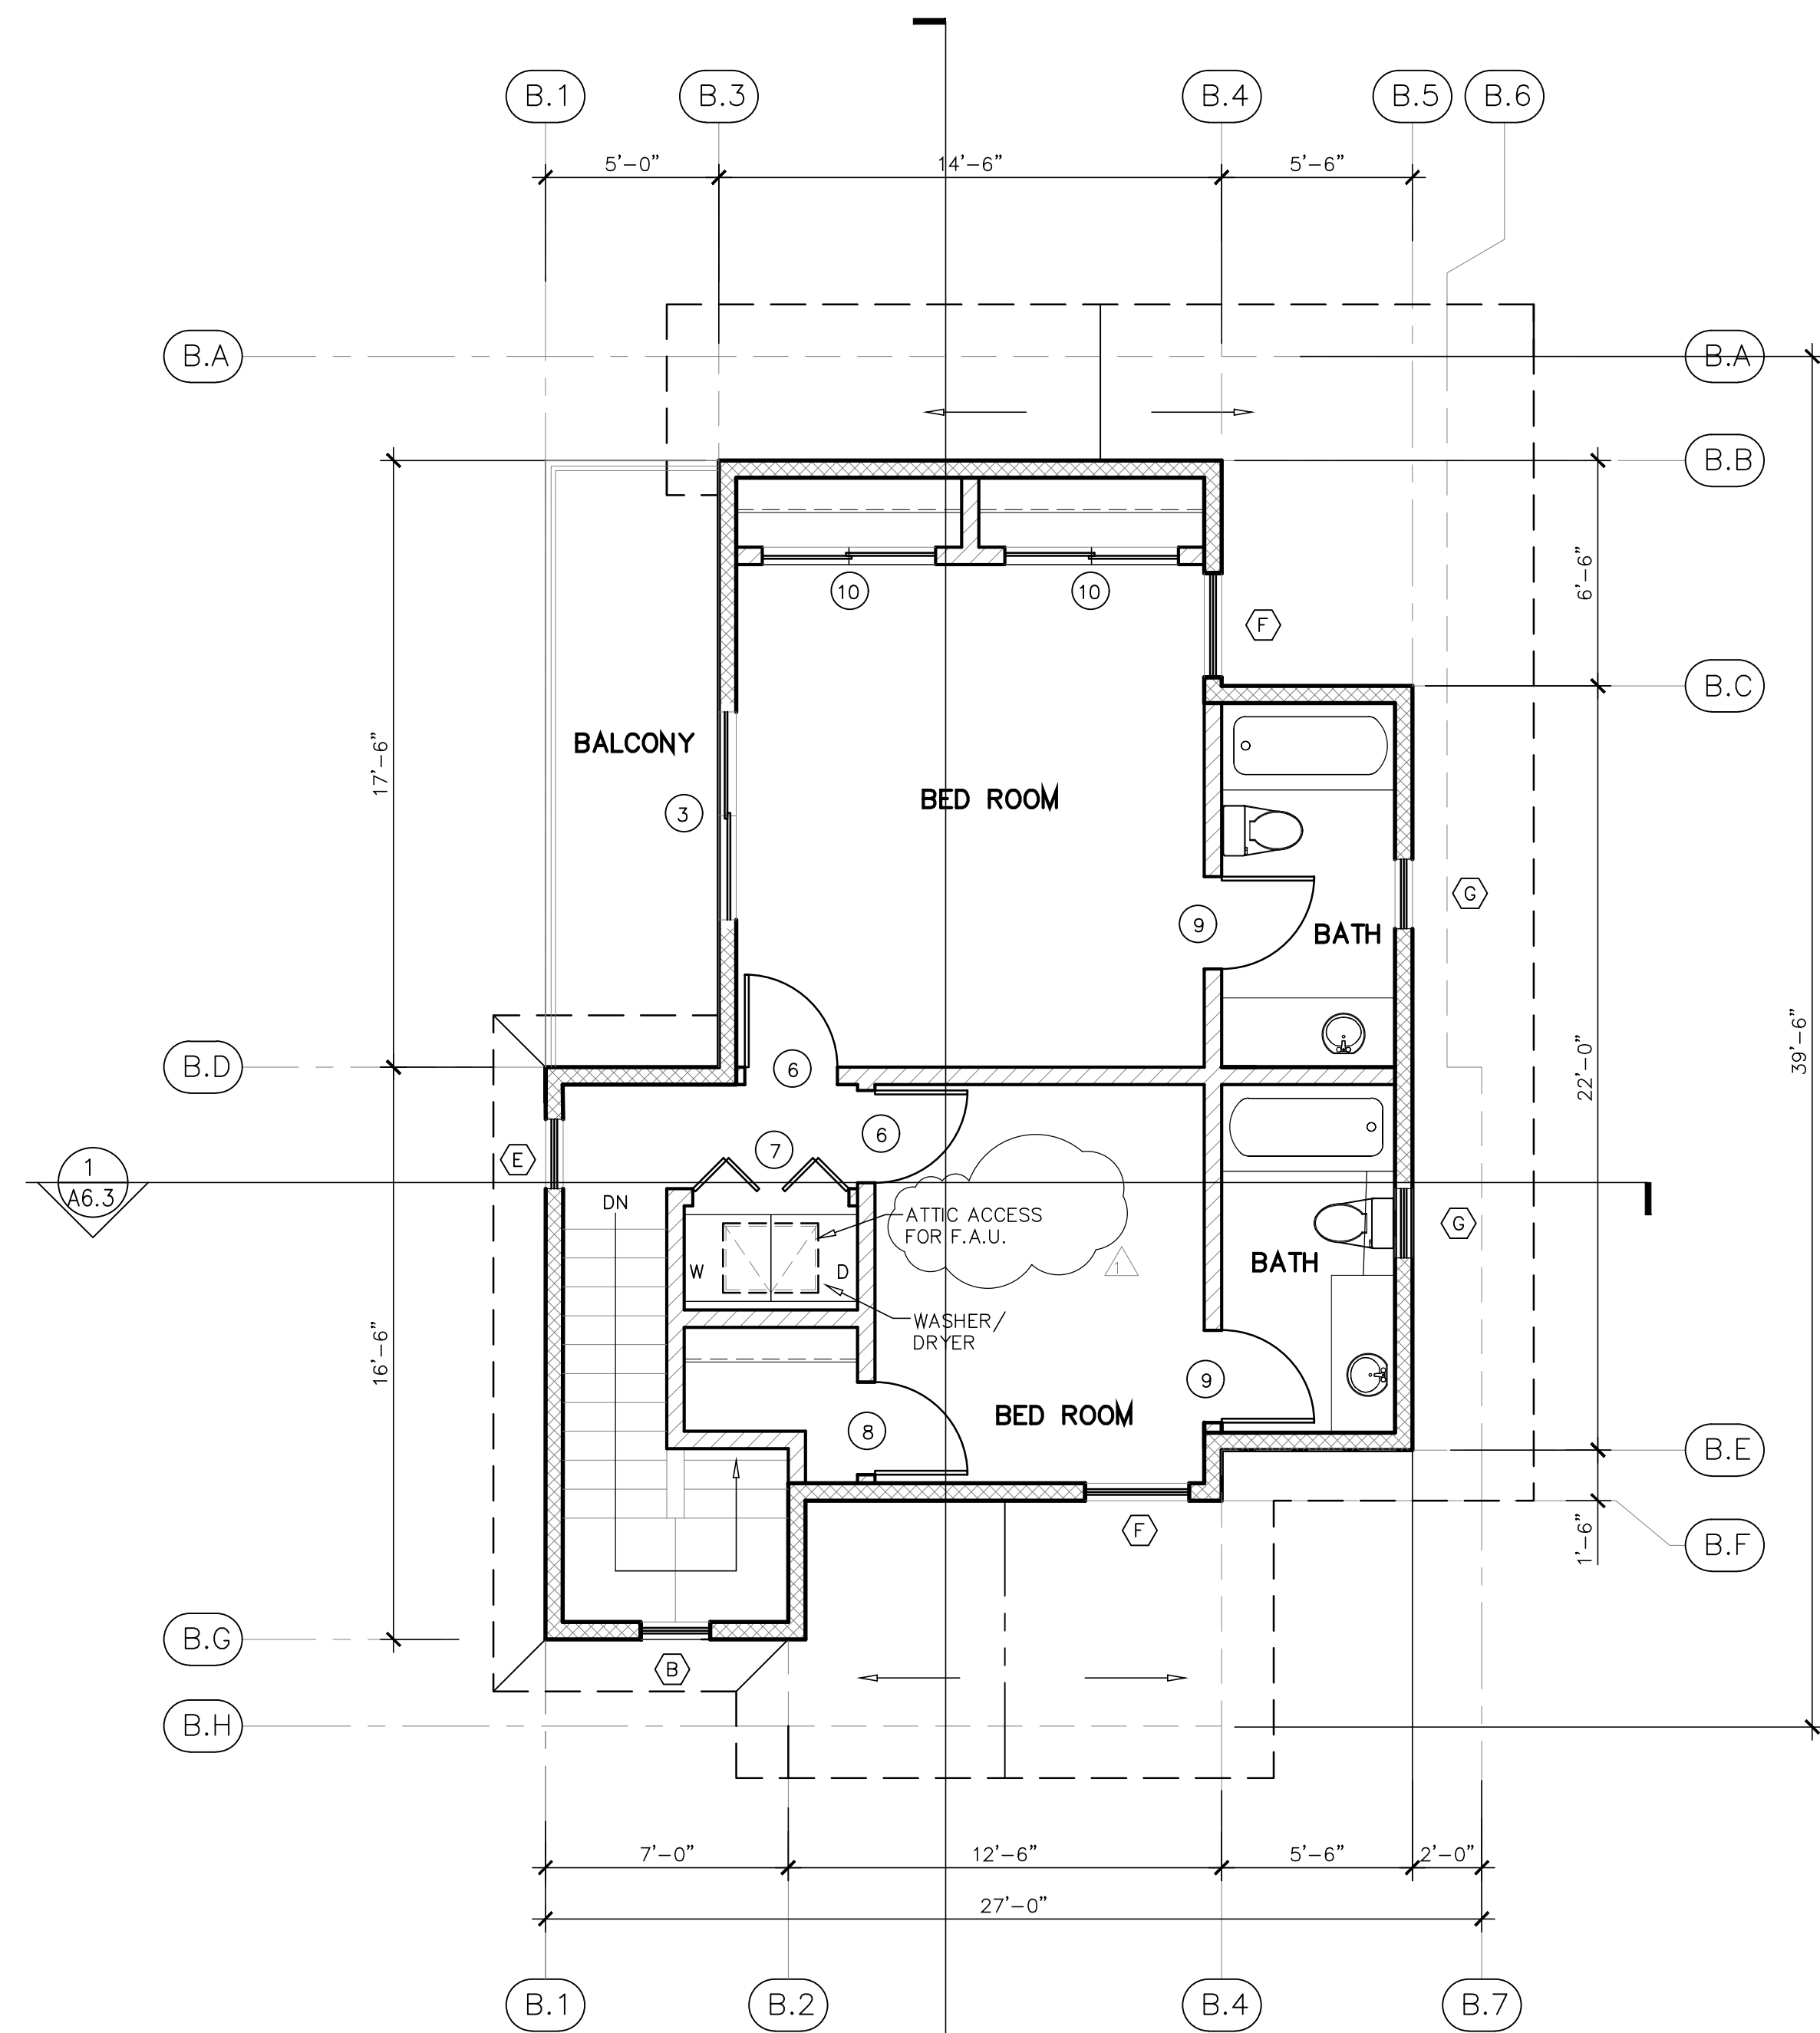 B.1
B.3
B.4
B.5
B.6
5'-0"
14'-6"
5'-6"
B.A
B.A
B.B
6'-6"
10
10
F
B.C
BALCONY
17'-6"
3
BED ROOM
G
9
BATH
39'-6"
B.D
6
22'-0"
6
7
E
1
A6.3
DN
ATTIC ACCESS
FOR F.A.U.
G
W
D
1
BATH
WASHER/
DRYER
16'-6"
9
BED ROOM
8
B.E
F
1'-6"
B.F
B.G
B
B.H
7'-0"
12'-6"
5'-6"
2'-0"
27'-0"
B.1
B.2
B.4
B.7